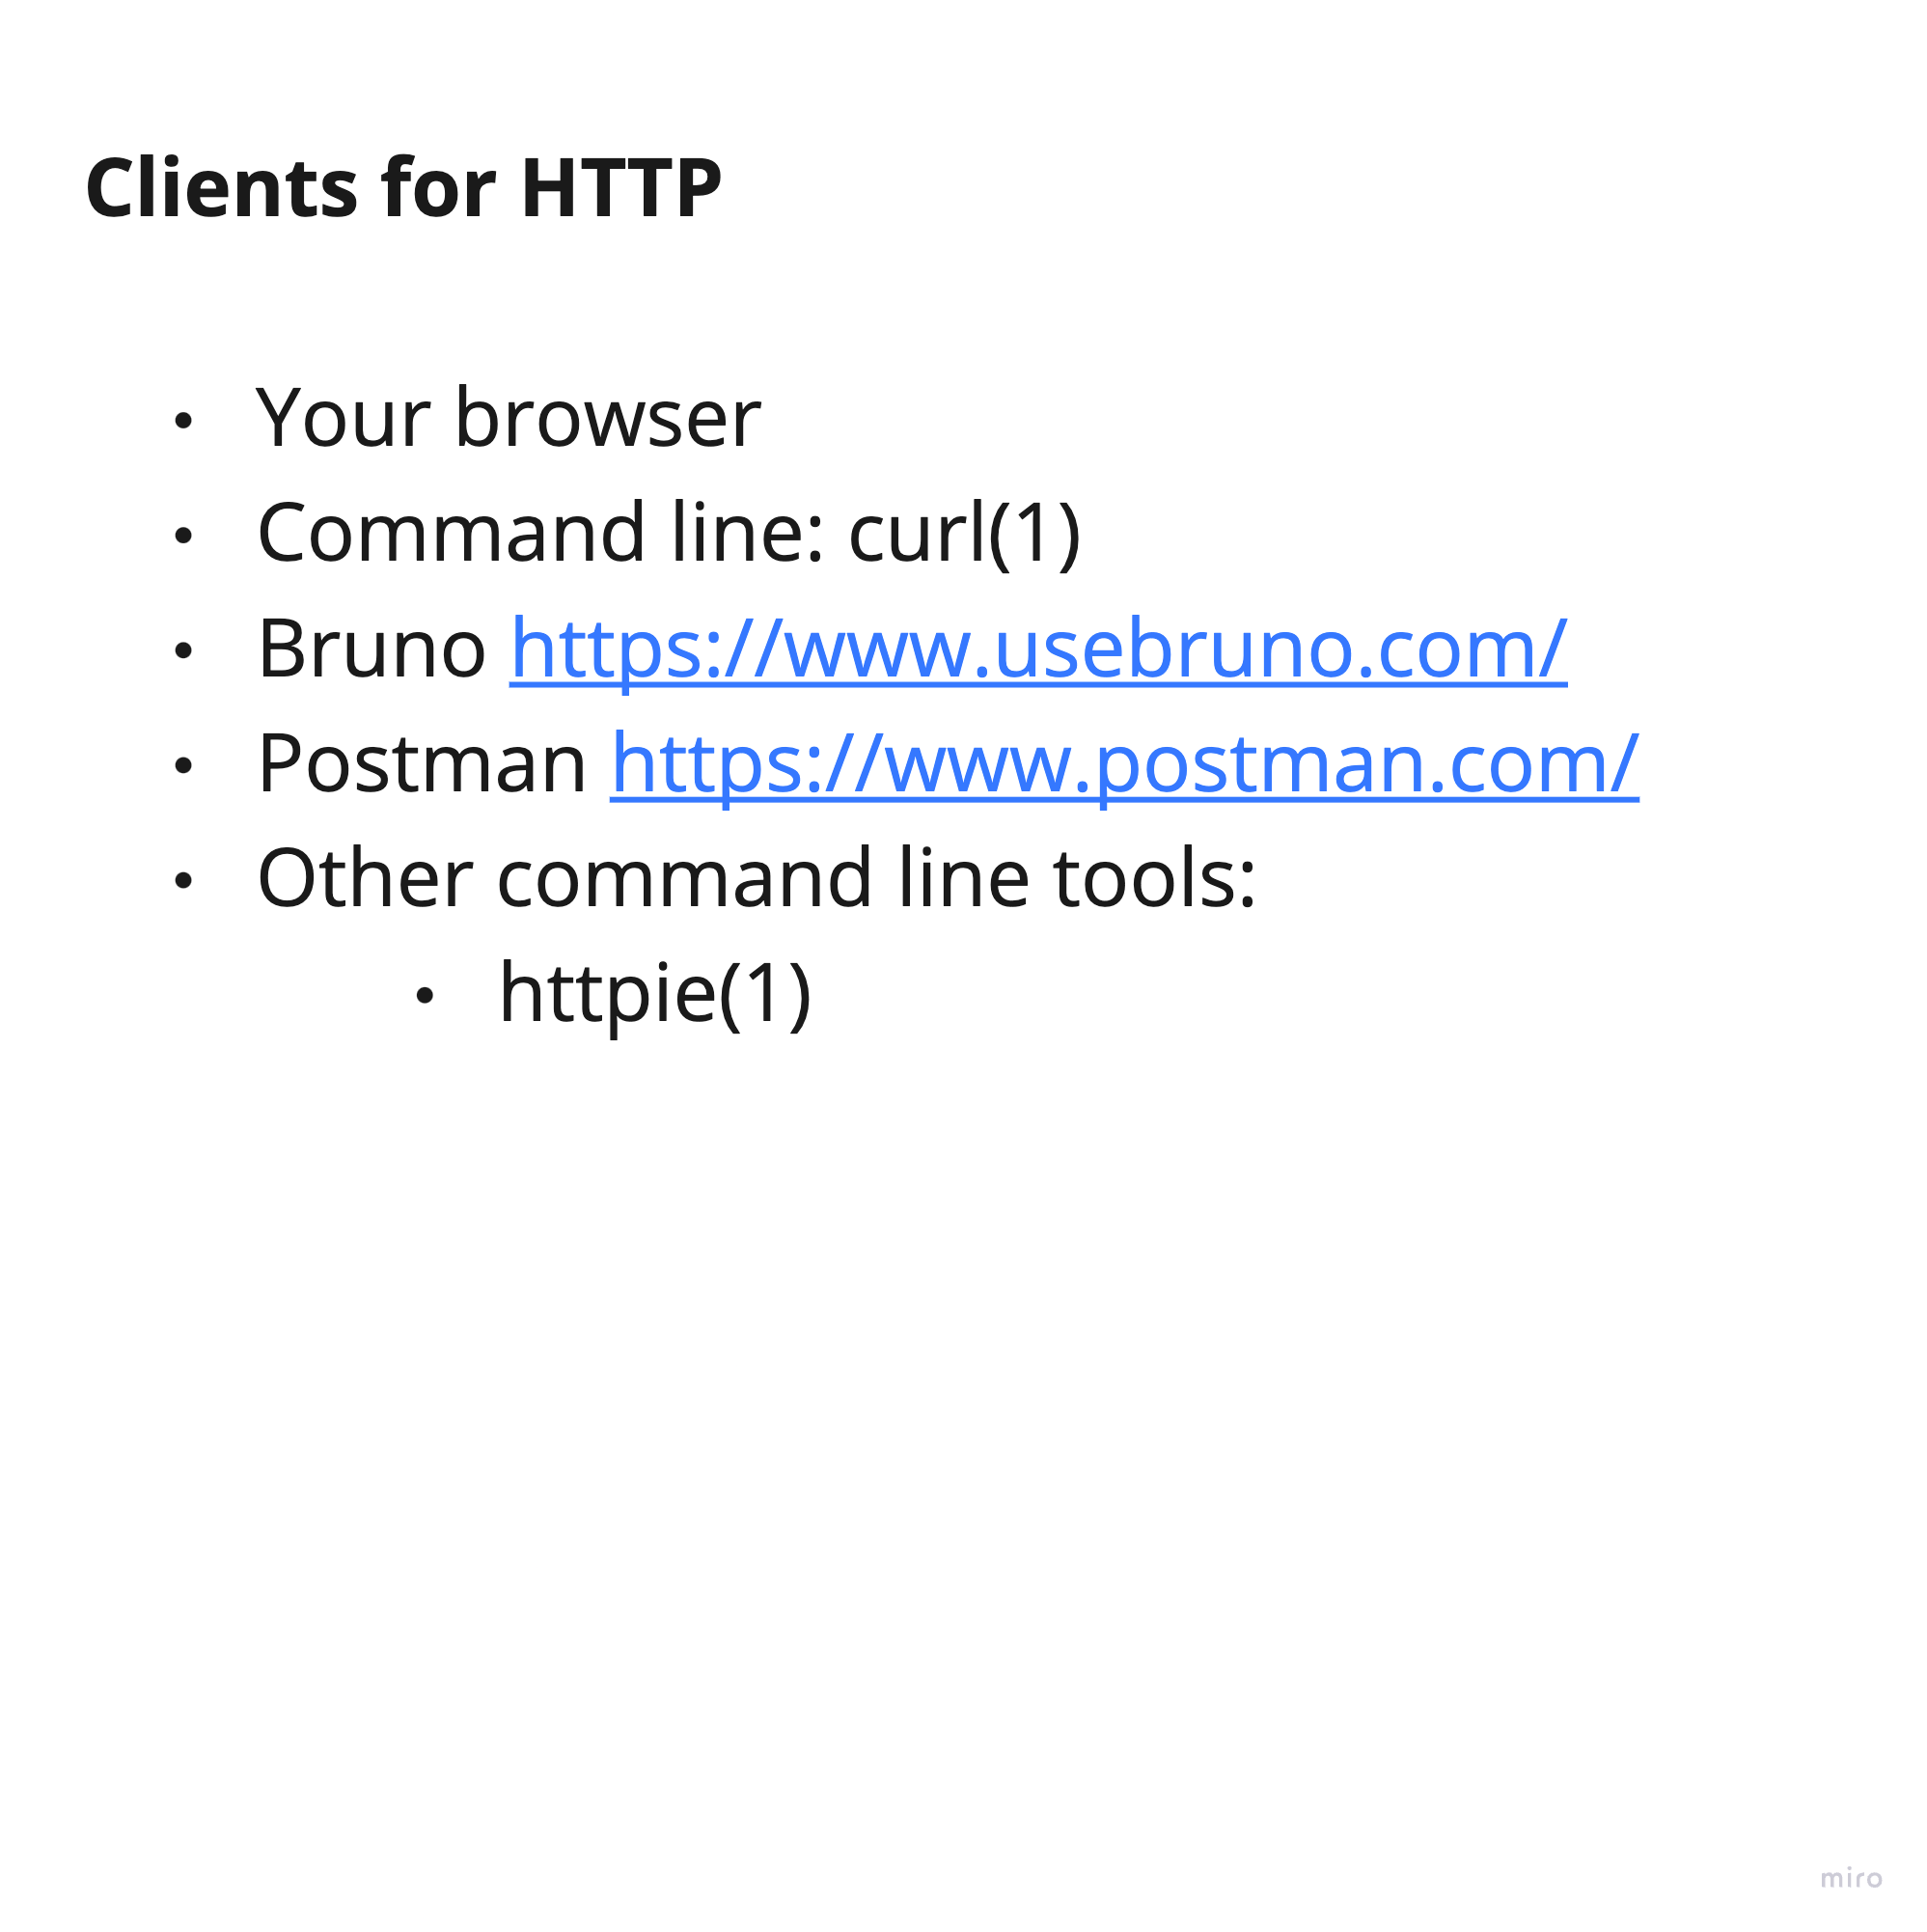 Clients for HTTP
• Your browser
• Command line: curl(1)
• Bruno https://www.usebruno.com/
• Postman https://www.postman.com/
• Other command line tools:
• httpie(1)
miro